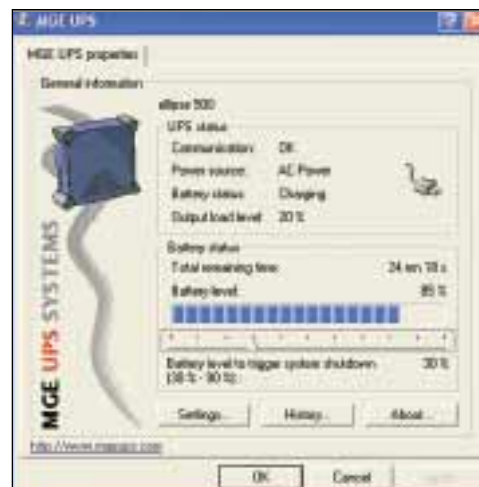 MGE UPS
MGE UPS properties
General information
ellipse 500
UPS status
Communication: OK
Power source: AC Power
Battery status: Charging
Output load level: 20 %
Battery status
Total remaining time: 24 mn 18 s
Battery level: 85 %
Battery level to trigger system shutdown 30 %
(30 % - 90 %):
Settings... History... About...
MGE UPS SYSTEMS
OK Cancel